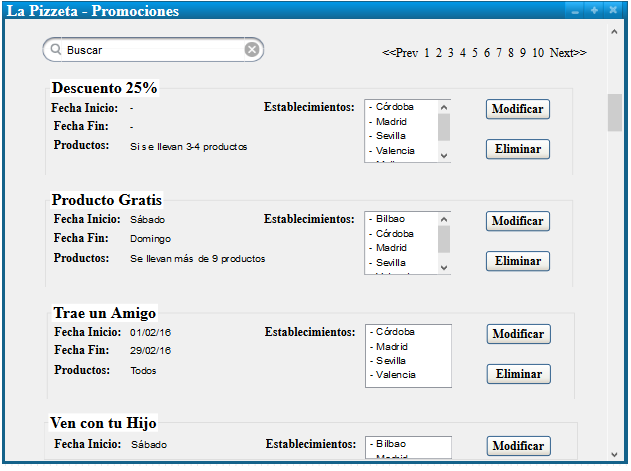 La Pizzeta - Promociones
Buscar
<<Prev 1 2 3 4 5 6 7 8 9 10 Next>>
Descuento 25%
Fecha Inicio: -
Establecimientos:
- Córdoba
- Madrid
- Sevilla
- Valencia
Modificar
Fecha Fin: -
Productos: Si se llevan 3-4 productos
Eliminar
Producto Gratis
Fecha Inicio: Sábado
Establecimientos:
- Bilbao
- Córdoba
- Madrid
- Sevilla
Modificar
Fecha Fin: Domingo
Productos: Se llevan más de 9 productos
Eliminar
Trae un Amigo
Fecha Inicio: 01/02/16
Establecimientos:
- Córdoba
- Madrid
- Sevilla
- Valencia
Modificar
Fecha Fin: 29/02/16
Productos: Todos
Eliminar
Ven con tu Hijo
Fecha Inicio: Sábado
Establecimientos:
- Bilbao
- Madrid
Modificar